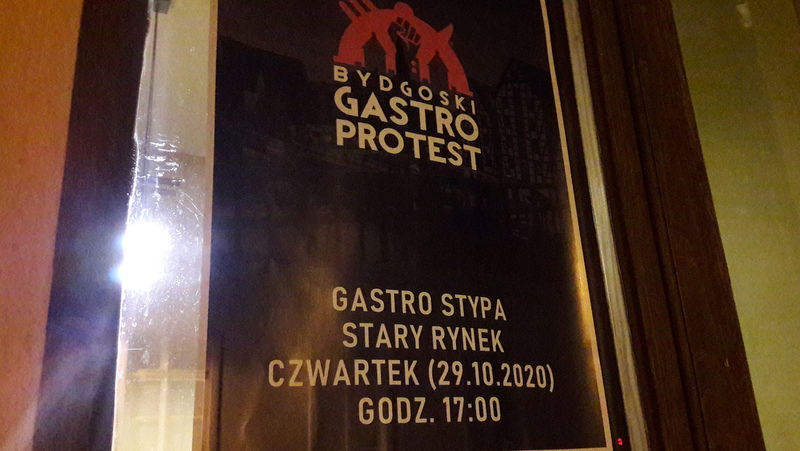 BYDGOSKI
GASTRO
PROTEST
GASTRO STYPA
STARY RYNEK
CZWARTEK (29.10.2020)
GODZ. 17:00